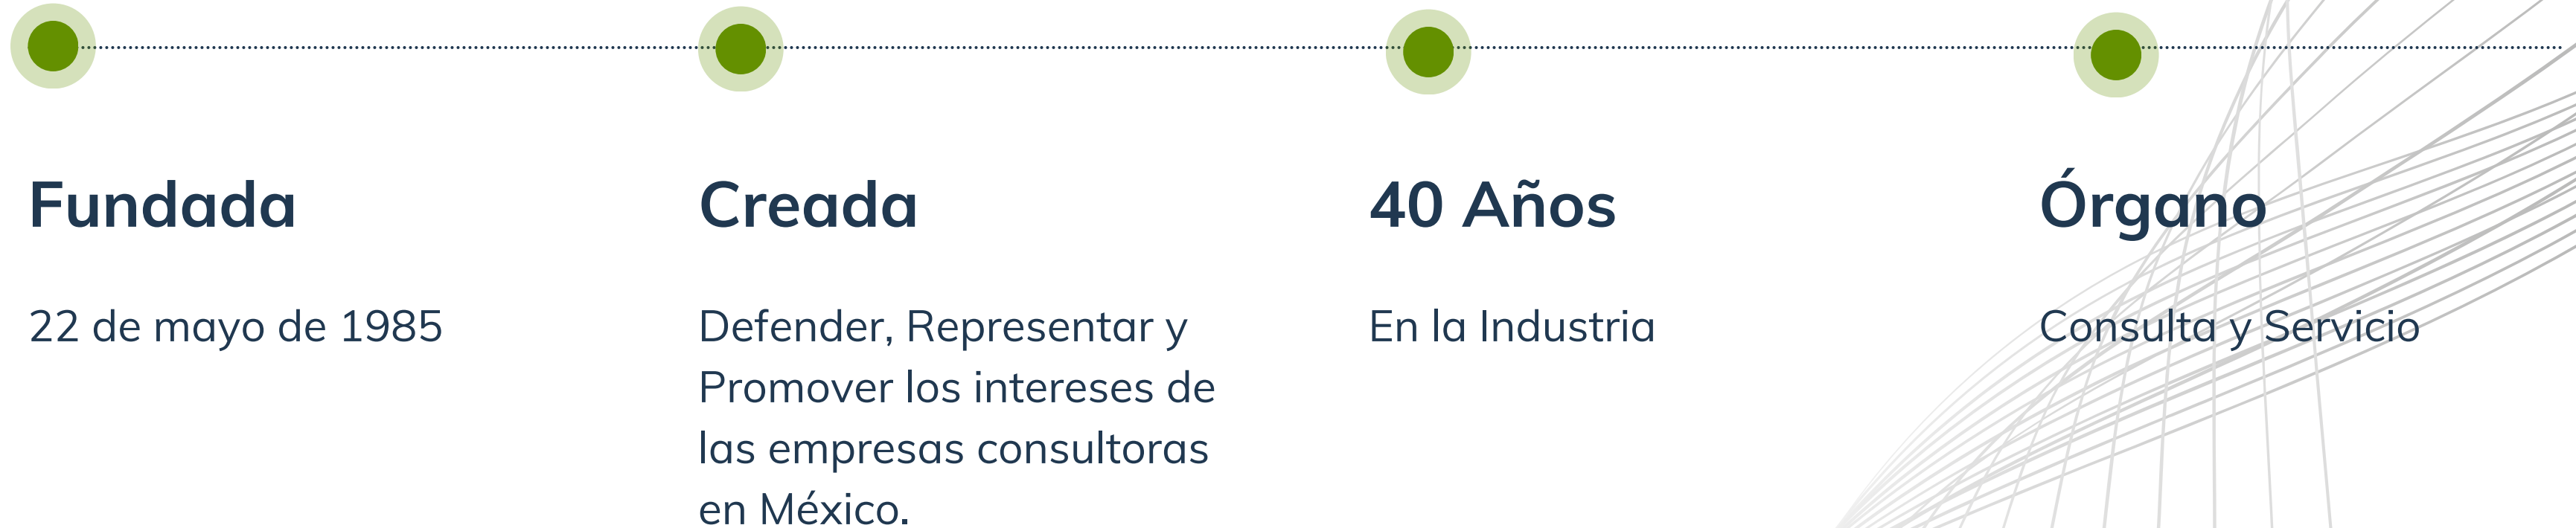 Fundada
22 de mayo de 1985
Creada
Defender, Representar y
Promover los intereses de
las empresas consultoras
en México.
40 Años
En la Industria
Órgano
Consulta y Servicio